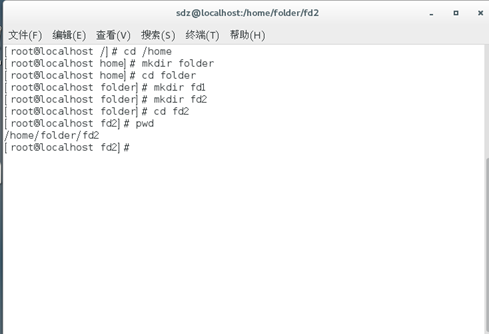 sdz@localhost:/home/folder/fd2
文件(F) 编辑(E) 查看(V) 搜索(S) 终端(T) 帮助(H)
[root@localhost /]# cd /home
[root@localhost home]# mkdir folder
[root@localhost home]# cd folder
[root@localhost folder]# mkdir fd1
[root@localhost folder]# mkdir fd2
[root@localhost folder]# cd fd2
[root@localhost fd2]# pwd
/home/folder/fd2
[root@localhost fd2]#